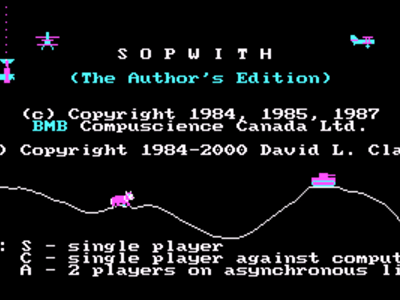 S O P W I T H
(The Author's Edition)
(c) Copyright 1984, 1985, 1987
BMB Compuscience Canada Ltd.
) Copyright 1984-2000 David L. Cla
: S - single player
C - single player against comput
A - 2 players on asynchronous li